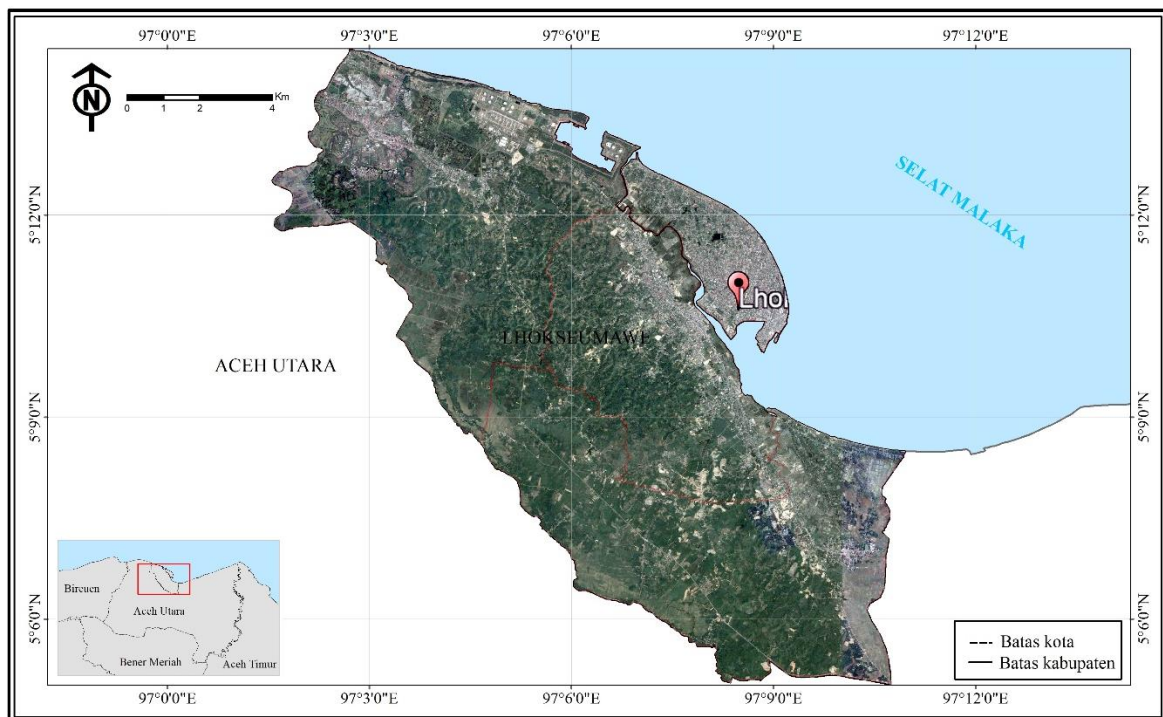 97°0'0"E 97°3'0"E 97°6'0"E 97°9'0"E 97°12'0"E
N
Km
0 1 2 4
SELAT MALAKA
5°12'0"N 5°12'0"N
Lho
LHOKSEUMAWE
ACEH UTARA
5°9'0"N 5°9'0"N
Bireuen
Aceh Utara
Bener Meriah
Aceh Timur
5°6'0"N 5°6'0"N
Batas kota
Batas kabupaten
97°0'0"E 97°3'0"E 97°6'0"E 97°9'0"E 97°12'0"E